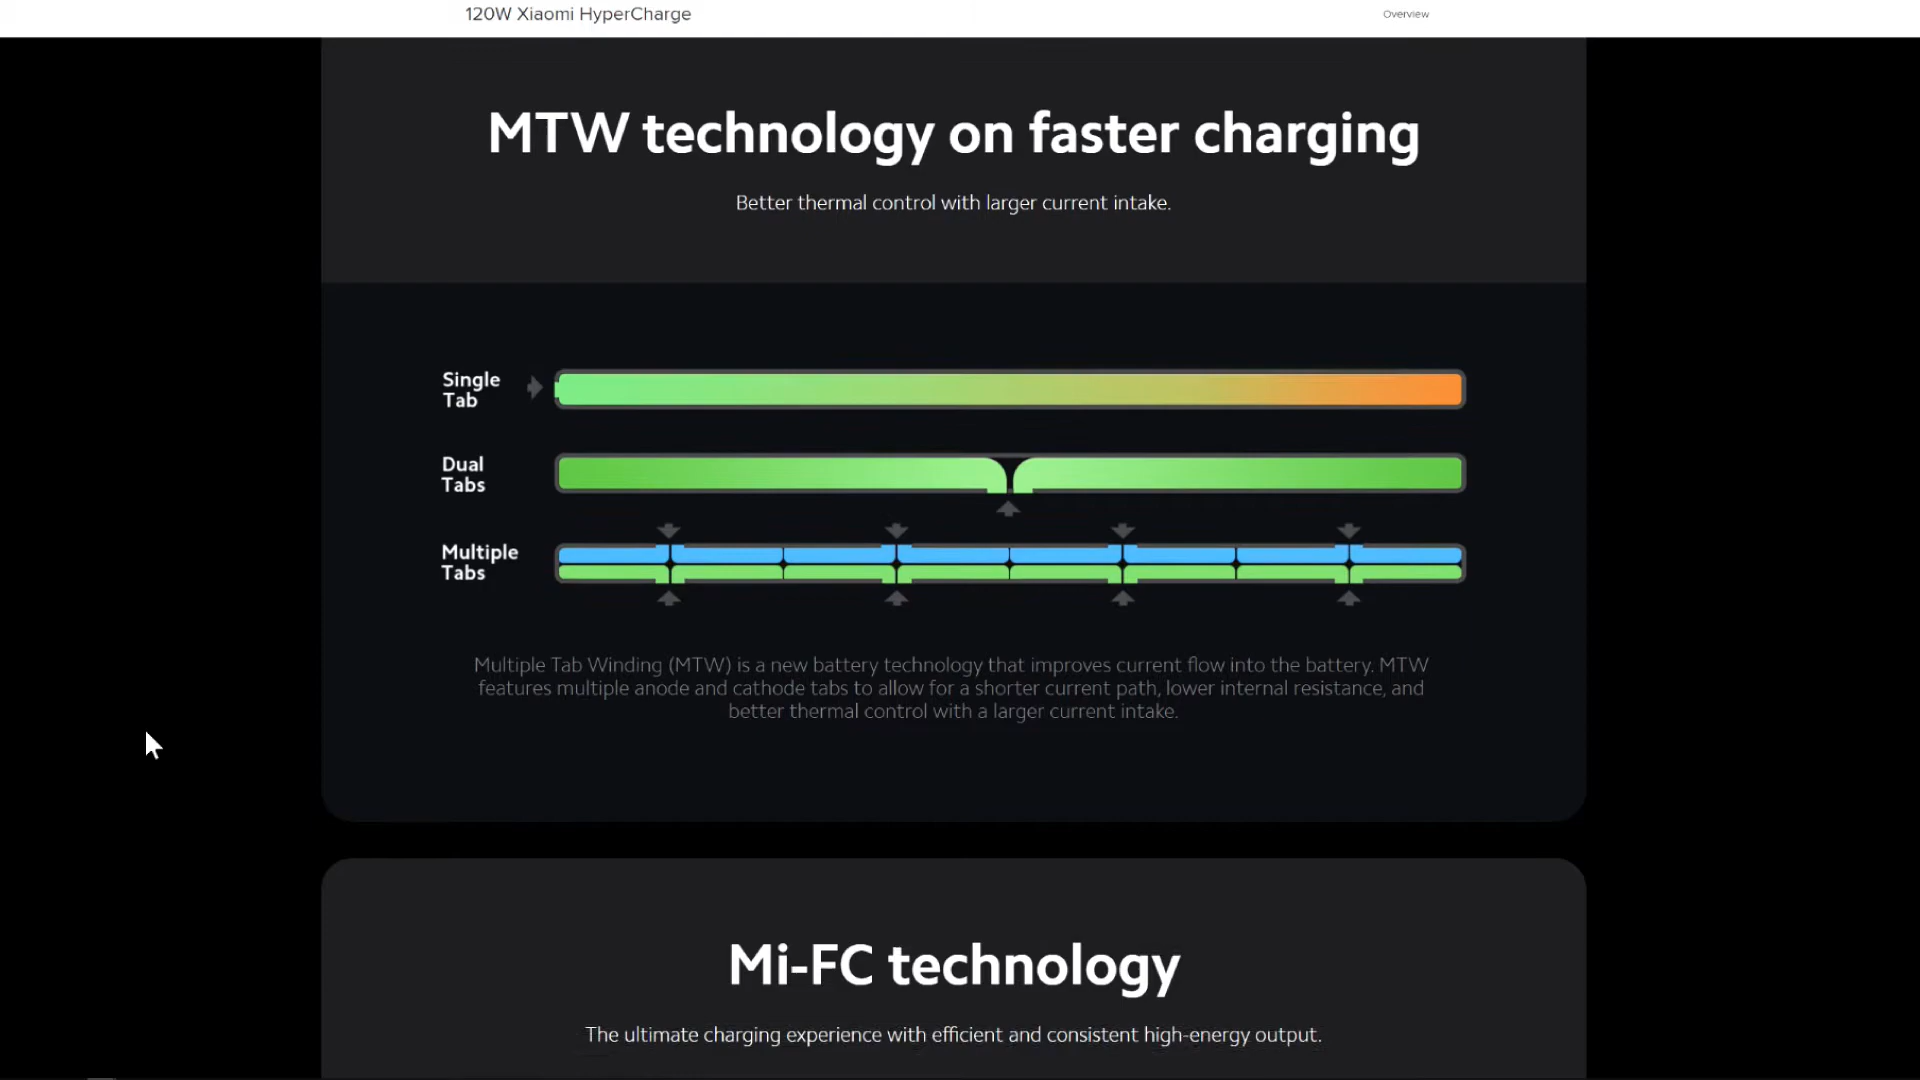 120W Xiaomi HyperCharge
Overview
MTW technology on faster charging
Better thermal control with larger current intake.
Single
Tab
Dual
Tabs
Multiple
Tabs
Multiple Tab Winding (MTW) is a new battery technology that improves current flow into the battery. MTW
features multiple anode and cathode tabs to allow for a shorter current path, lower internal resistance, and
better thermal control with a larger current intake.
Mi-FC technology
The ultimate charging experience with efficient and consistent high-energy output.